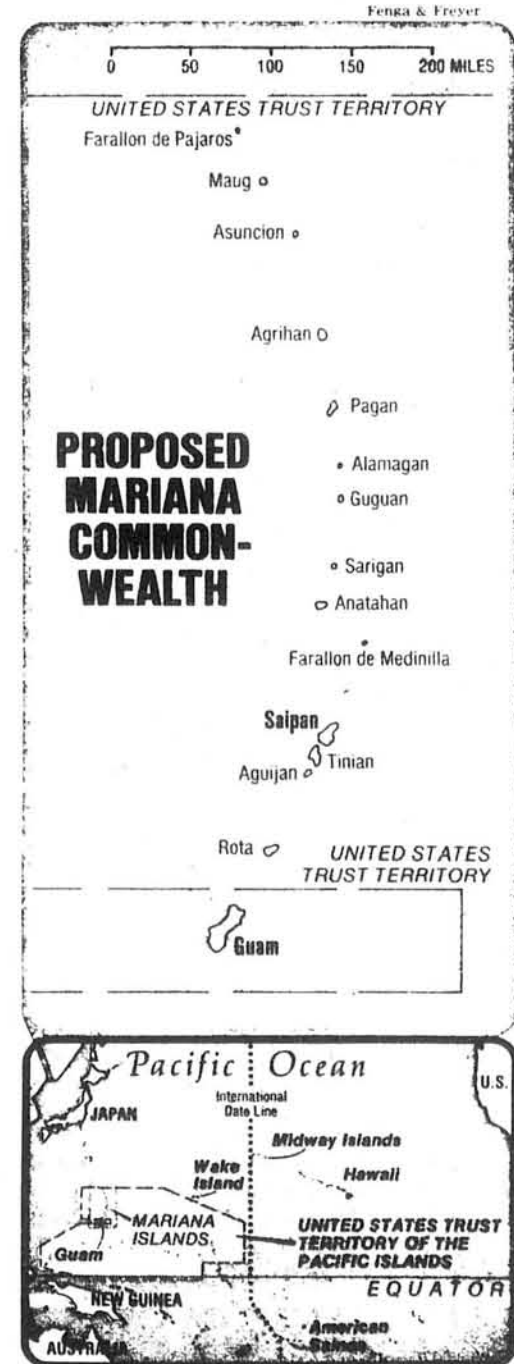 Fenga & Freyer
0 50 100 150 200 MILES
UNITED STATES TRUST TERRITORY
Farallon de Pajaros
Maug
Asuncion
Agrihan
Pagan
PROPOSED
MARIANA
COMMON-
WEALTH
Alamagan
Guguan
Sarigan
Anatahan
Farallon de Medinilla
Saipan
Tinian
Aguijan
Rota
UNITED STATES
TRUST TERRITORY
Guam
Pacific Ocean
U.S.
International
Date Line
JAPAN
Midway Islands
Wake
Island
Hawaii
MARIANA
ISLANDS
Guam
UNITED STATES TRUST
TERRITORY OF THE
PACIFIC ISLANDS
EQUATOR
NEW GUINEA
American
Samoa
AUSTRALIA